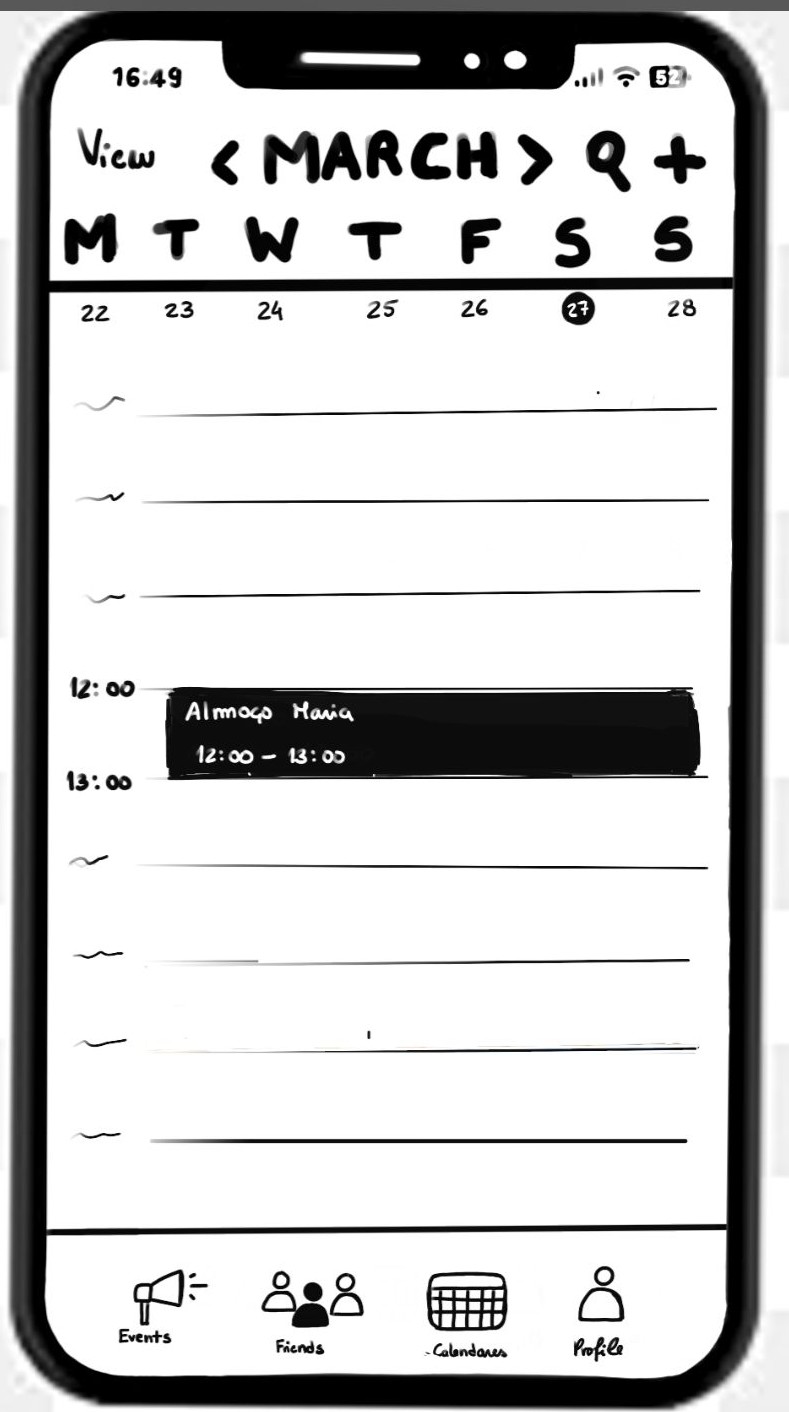 16:49 52
View < MARCH > +
M T W T F S S
22 23 24 25 26 27 28
12:00
Almoço Maria
12:00 - 13:00
13:00
Events Friends Calendares Profile